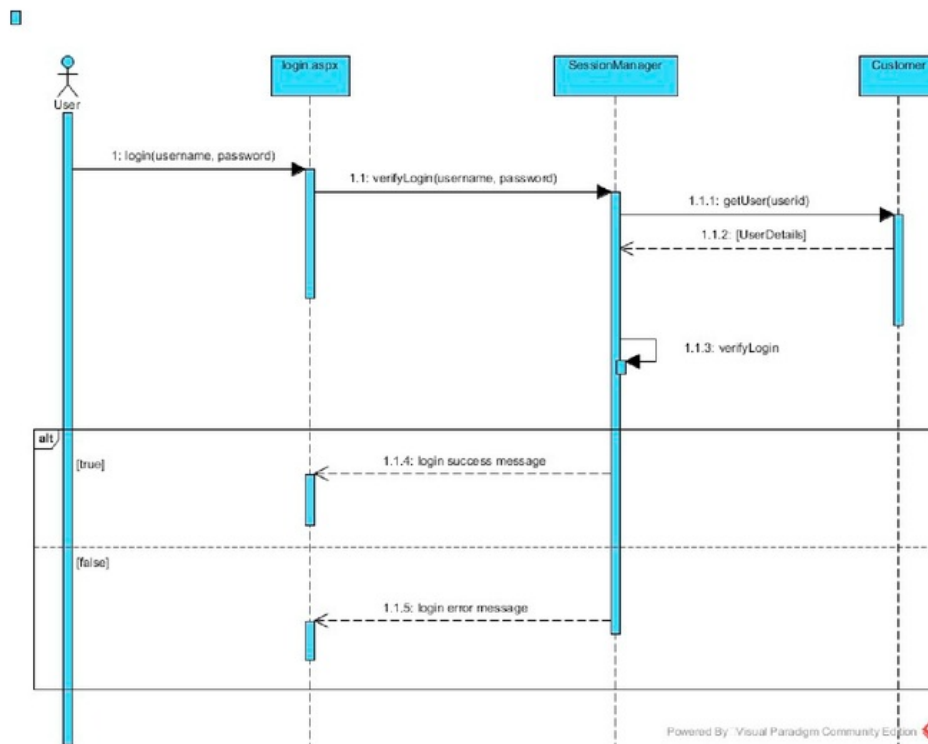 login.aspx
SessionManager
Customer
User
1: login(username, password)
1.1: verifyLogin(username, password)
1.1.1: getUser(userid)
1.1.2: [UserDetails]
1.1.3: verifyLogin
alt
[true]
1.1.4: login success message
[false]
1.1.5: login error message
Powered By Visual Paradigm Community Edition